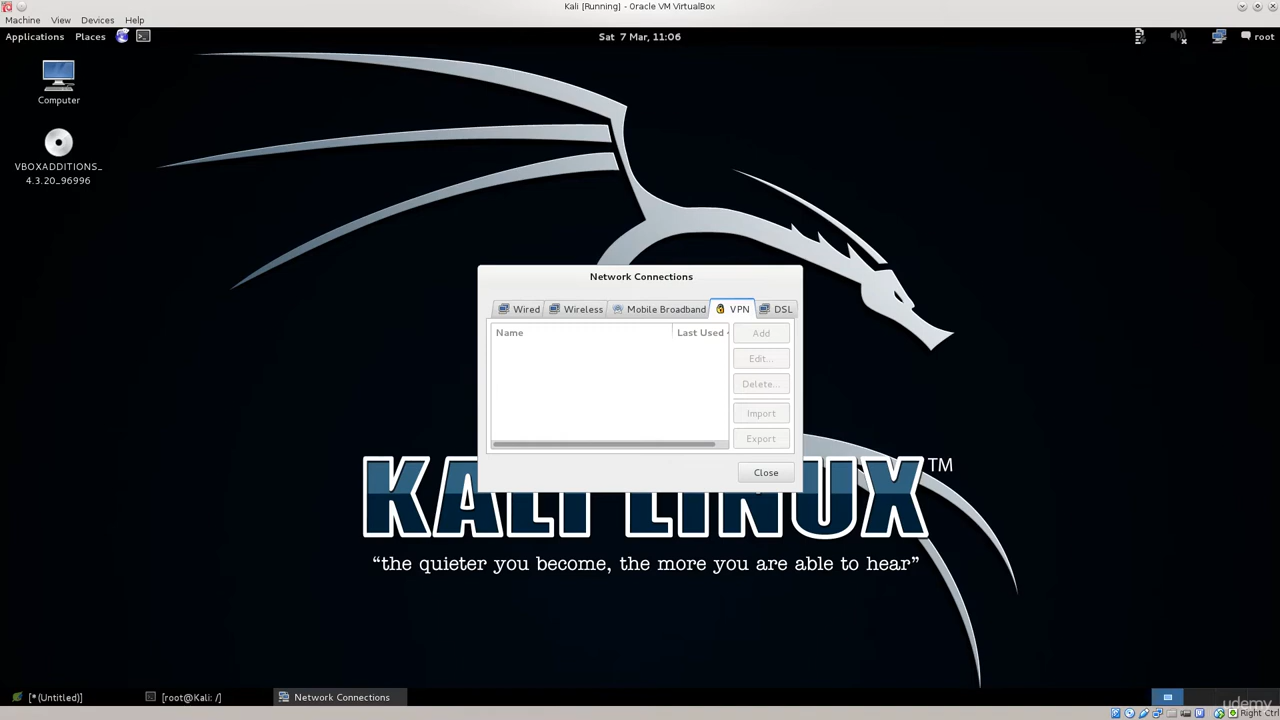 Kali [Running] - Oracle VM VirtualBox
Machine View Devices Help
Applications Places Sat 7 Mar, 11:06 root
Computer
VBOXADDITIONS_
4.3.20_96996
Network Connections
Wired Wireless Mobile Broadband VPN DSL
Name Last Used Add
Edit...
Delete...
Import
Export
Close
KALI LINUX™
“the quieter you become, the more you are able to hear”
[*(Untitled)] [root@Kali: /] Network Connections
udemy
Right Ctrl